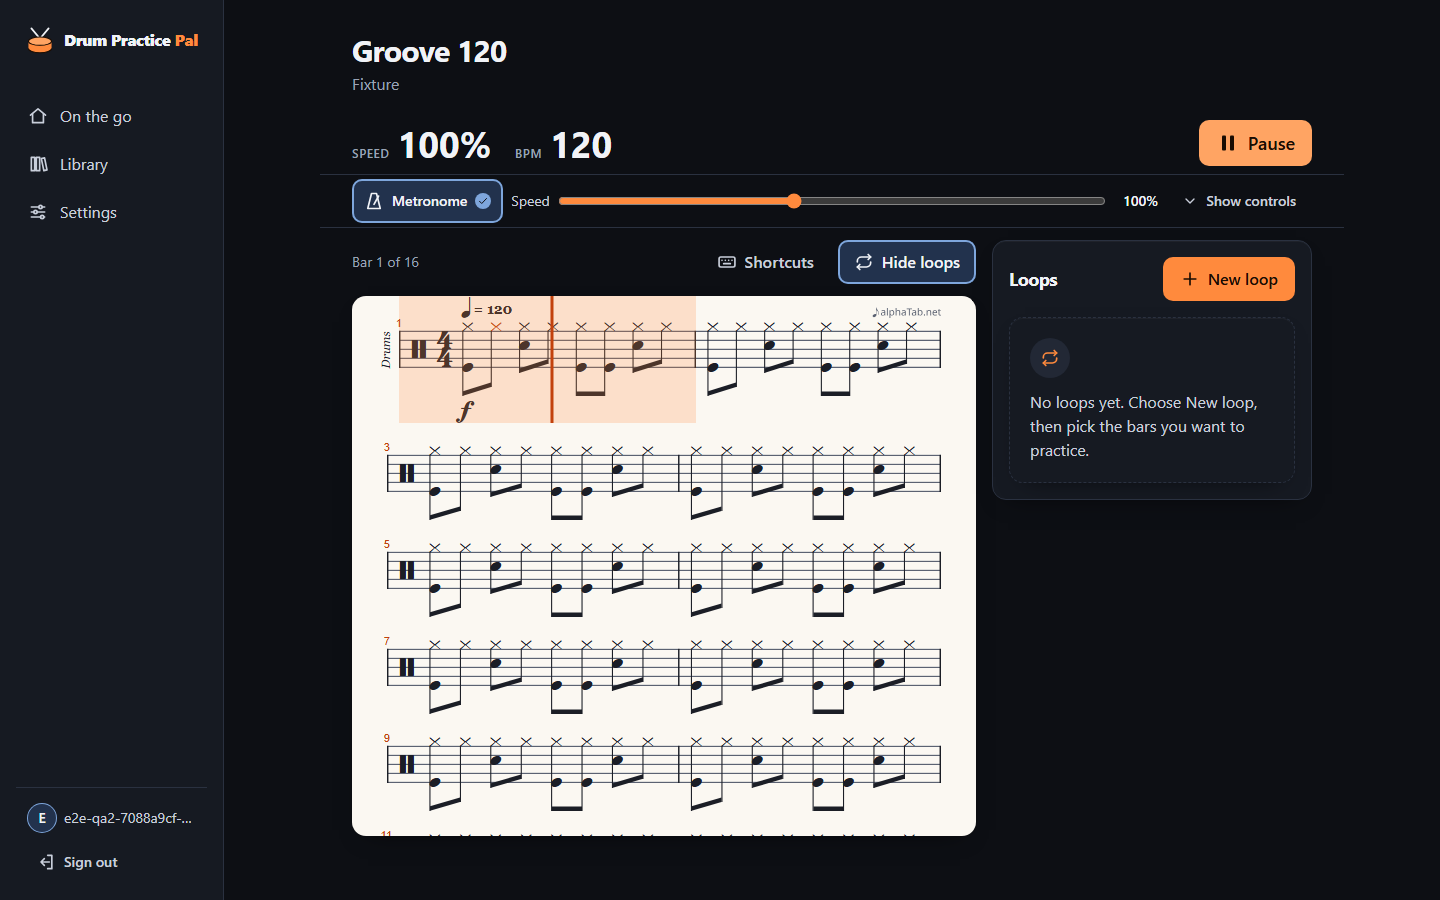 Drum Practice Pal
On the go
Library
Settings
e2e-qa2-7088a9cf-...
E
Sign out
Groove 120
Fixture
SPEED 100% BPM 120
Pause
Metronome
Speed
100%
Show controls
Bar 1 of 16
Shortcuts
Hide loops
= 120
alphaTab.net
1
Drums
4
4
f
3
5
7
9
11
Loops
New loop
No loops yet. Choose New loop,
then pick the bars you want to
practice.